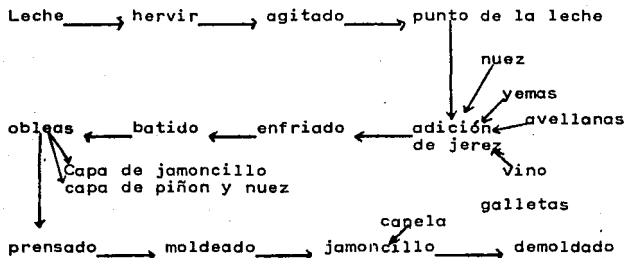 Leche hervir agitado punto de la leche
nuez
yemas
avellanas
obleas batido enfriado adición
de jerez
Capa de jamoncillo
vino
capa de piñon y nuez
galletas
canela
prensado moldeado jamoncillo demoldado